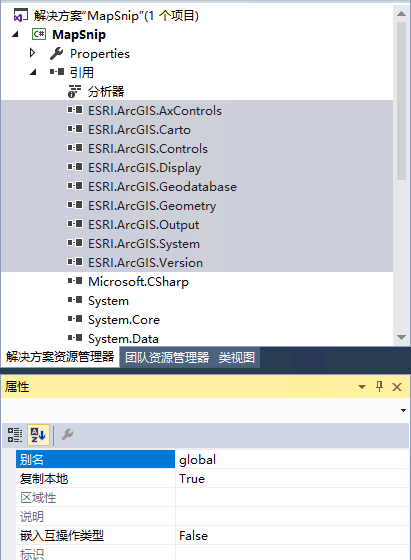 解决方案"MapSnip"(1 个项目)
C# MapSnip
Properties
引用
分析器
ESRI.ArcGIS.AxControls
ESRI.ArcGIS.Carto
ESRI.ArcGIS.Controls
ESRI.ArcGIS.Display
ESRI.ArcGIS.Geodatabase
ESRI.ArcGIS.Geometry
ESRI.ArcGIS.Output
ESRI.ArcGIS.System
ESRI.ArcGIS.Version
Microsoft.CSharp
System
System.Core
System.Data
解决方案资源管理器 团队资源管理器 类视图
属性
别名 global
复制本地 True
区域性
说明
嵌入互操作类型 False
标识